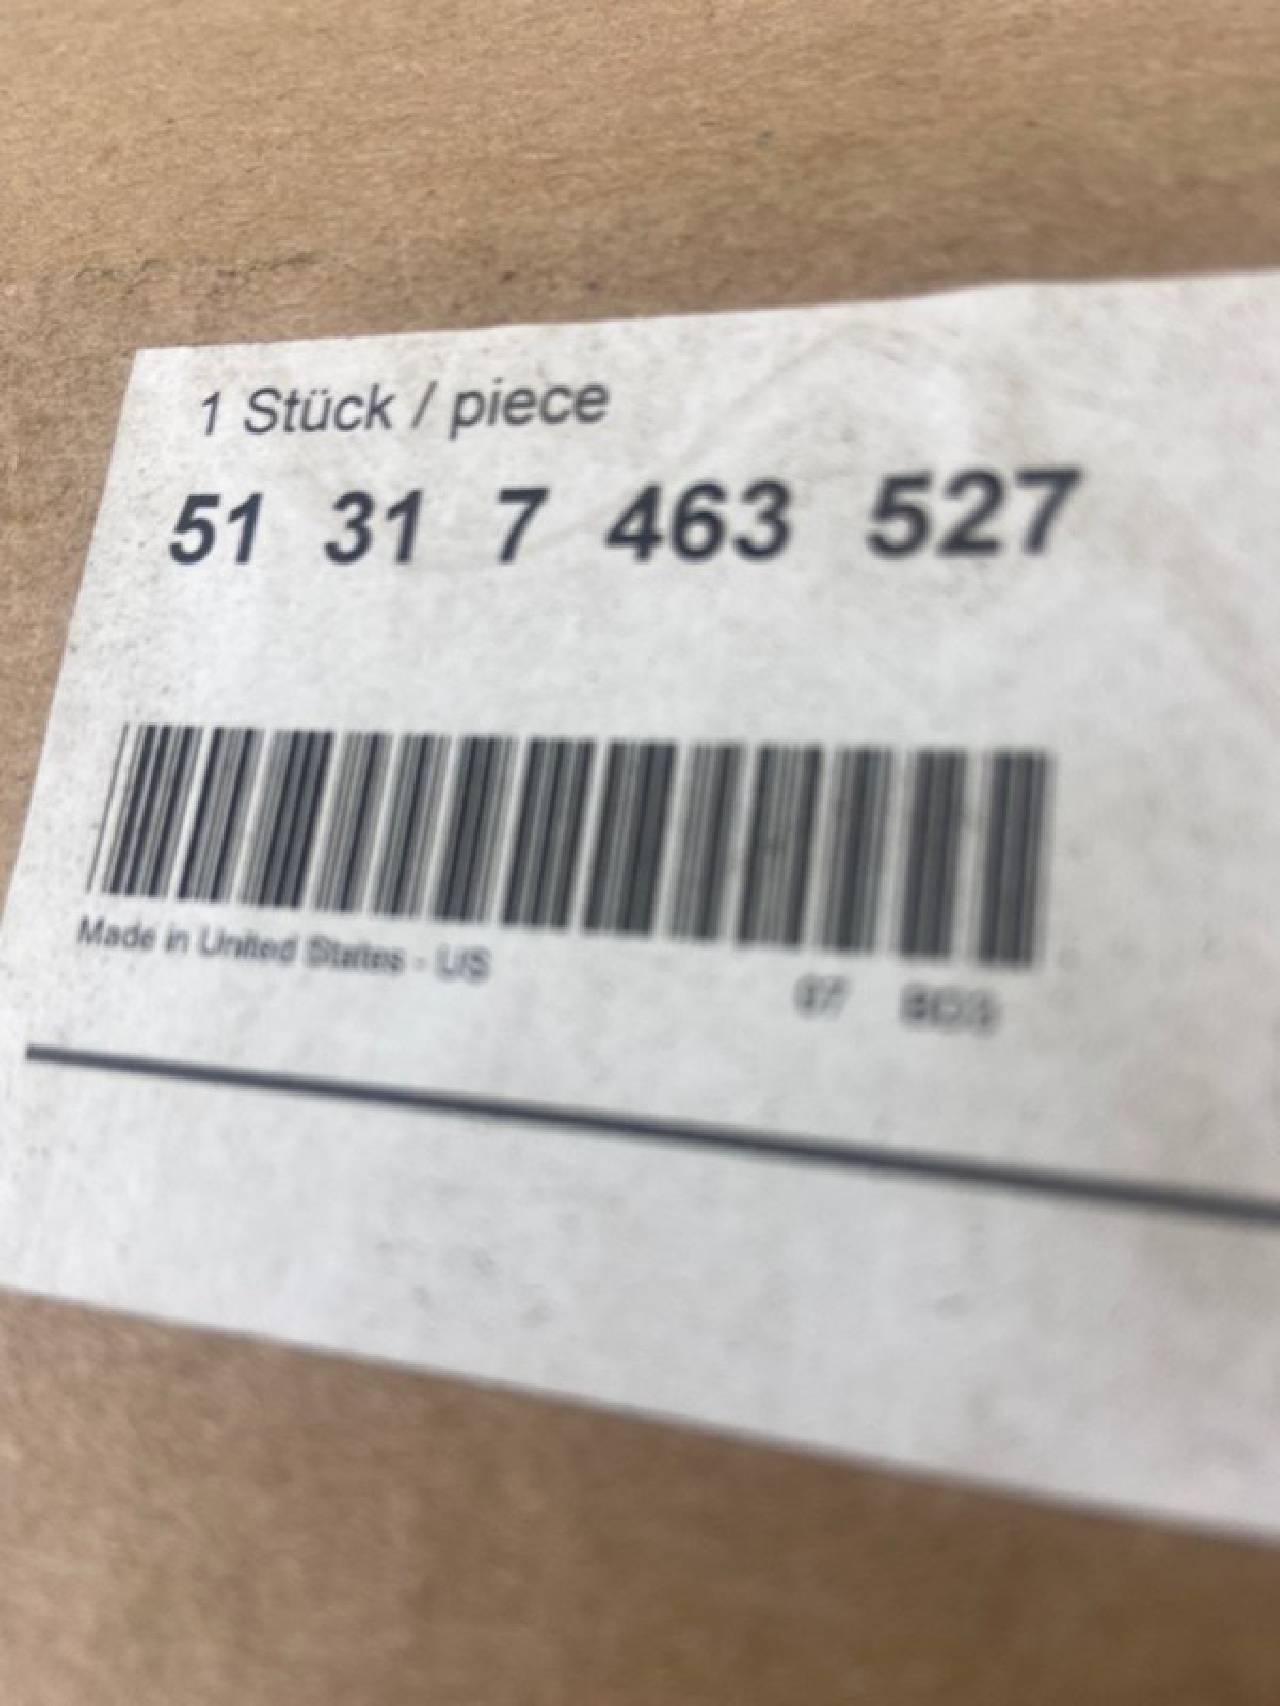 1 Stück / piece
51 31 7 463 527
Made in United States - US